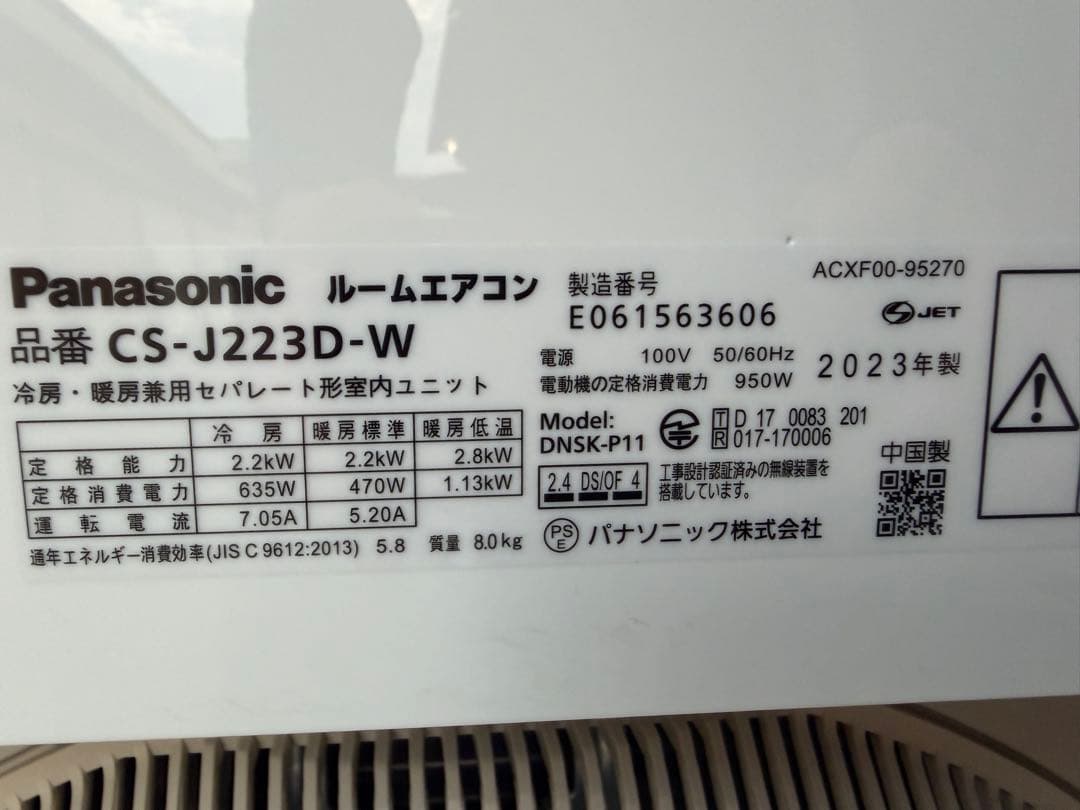 Panasonic ルームエアコン
品番 CS-J223D-W
冷房・暖房兼用セパレート形室内ユニット
冷房 暖房標準 暖房低温
定格能力 2.2kW 2.2kW 2.8kW
定格消費電力 635W 470W 1.13kW
運転電流 7.05A 5.20A
通年エネルギー消費効率(JIS C 9612:2013) 5.8 質量 8.0kg
製造番号
E061563606
電源 100V 50/60Hz
電動機の定格消費電力 950W
Model:
DNSK-P11
T D 17 0083 201
R 017-170006
2.4 DS/OF 4
工事設計認証済みの無線装置を
搭載しています。
PS
E
パナソニック株式会社
ACXF00-95270
S JET
2023年製
中国製